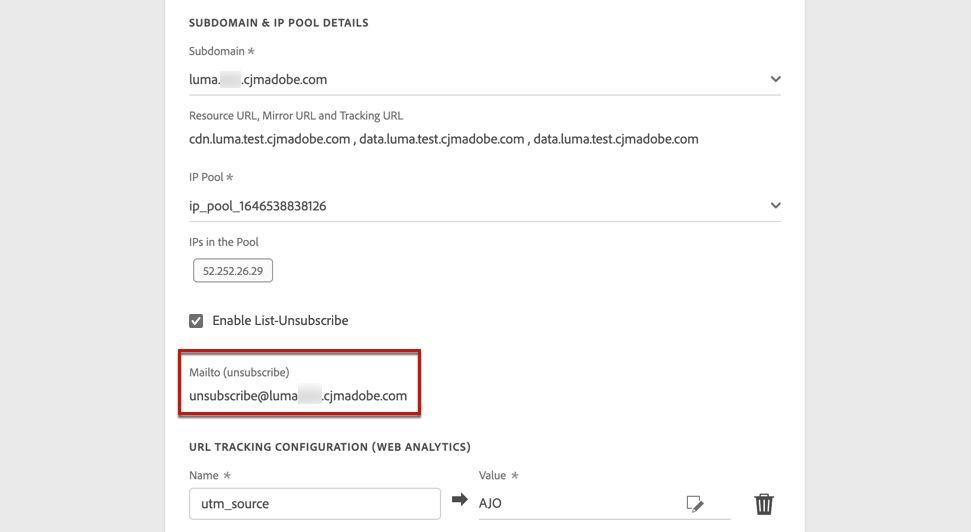 SUBDOMAIN & IP POOL DETAILS
Subdomain *
luma. .cjmadobe.com
Resource URL, Mirror URL and Tracking URL
cdn.luma.test.cjmadobe.com , data.luma.test.cjmadobe.com , data.luma.test.cjmadobe.com
IP Pool *
ip_pool_1646538838126
IPs in the Pool
52.252.26.29
Enable List-Unsubscribe
Mailto (unsubscribe)
unsubscribe@luma .cjmadobe.com
URL TRACKING CONFIGURATION (WEB ANALYTICS)
Name * Value *
utm_source AJO